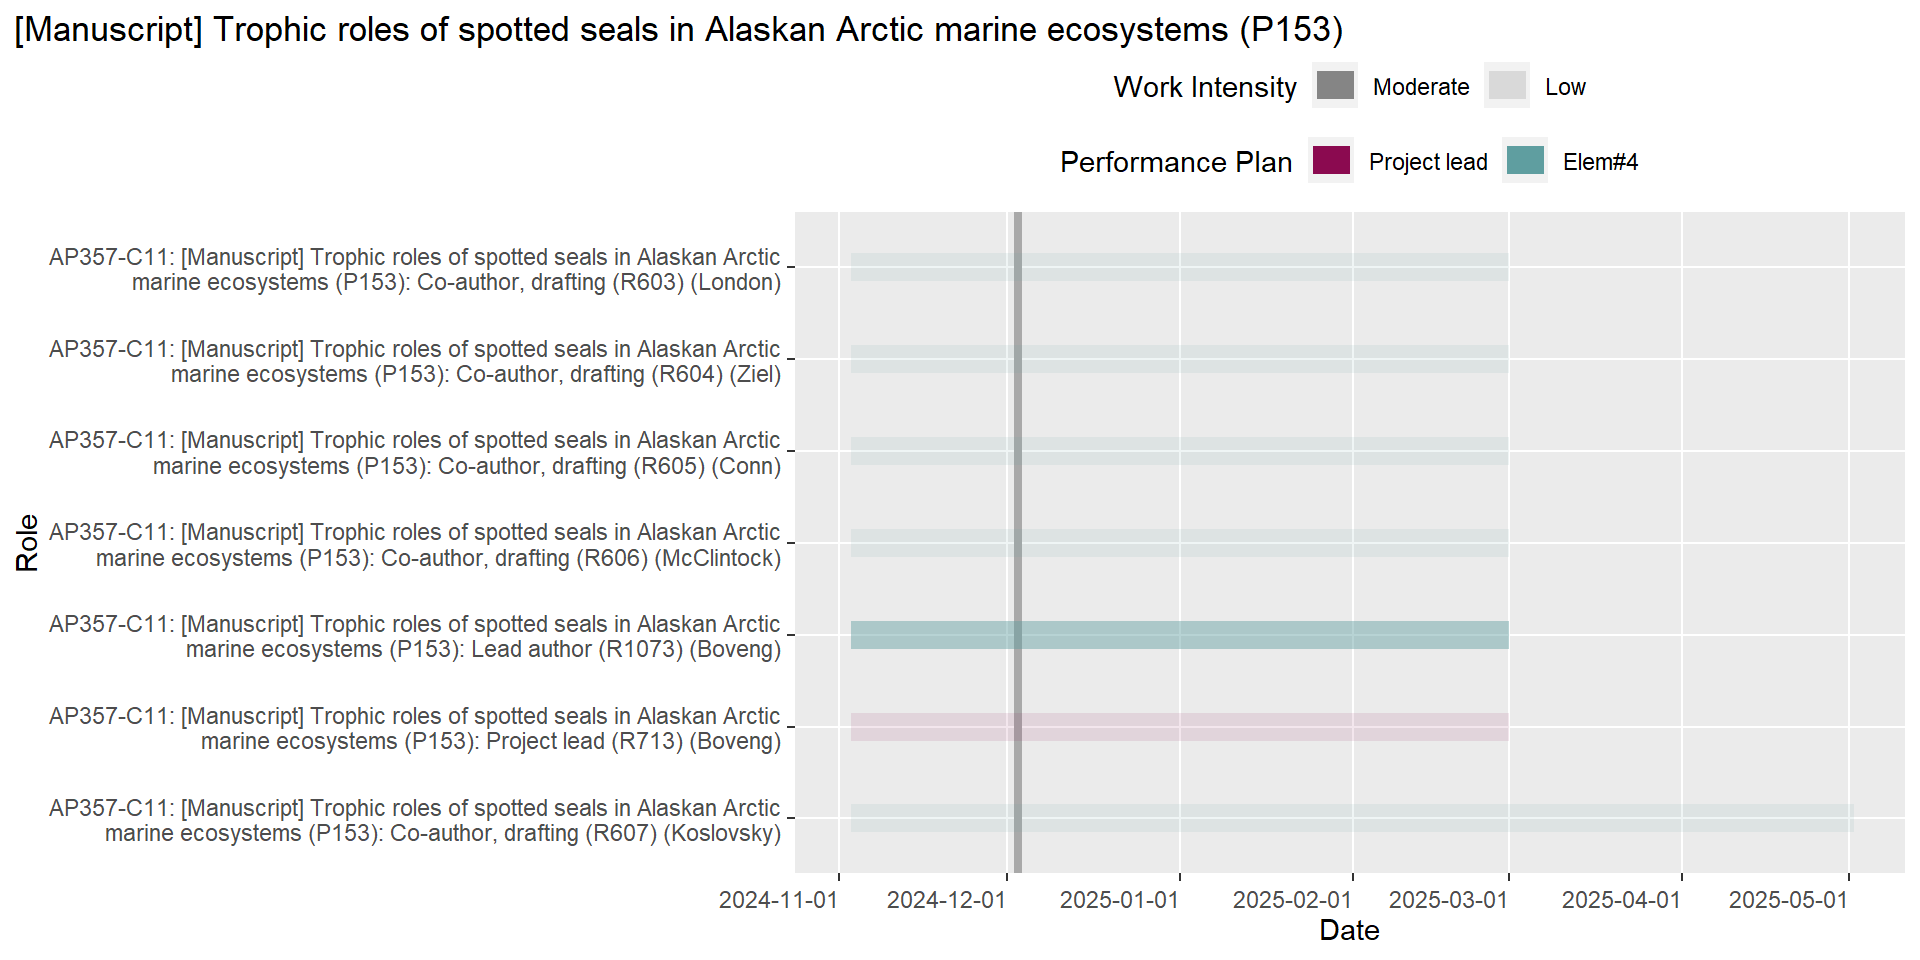 [Manuscript] Trophic roles of spotted seals in Alaskan Arctic marine ecosystems (P153)
Work Intensity Moderate Low
Performance Plan Project lead Elem#4
AP357-C11: [Manuscript] Trophic roles of spotted seals in Alaskan Arctic
marine ecosystems (P153): Co-author, drafting (R603) (London)
AP357-C11: [Manuscript] Trophic roles of spotted seals in Alaskan Arctic
marine ecosystems (P153): Co-author, drafting (R604) (Ziel)
AP357-C11: [Manuscript] Trophic roles of spotted seals in Alaskan Arctic
marine ecosystems (P153): Co-author, drafting (R605) (Conn)
AP357-C11: [Manuscript] Trophic roles of spotted seals in Alaskan Arctic
marine ecosystems (P153): Co-author, drafting (R606) (McClintock)
AP357-C11: [Manuscript] Trophic roles of spotted seals in Alaskan Arctic
marine ecosystems (P153): Lead author (R1073) (Boveng)
AP357-C11: [Manuscript] Trophic roles of spotted seals in Alaskan Arctic
marine ecosystems (P153): Project lead (R713) (Boveng)
AP357-C11: [Manuscript] Trophic roles of spotted seals in Alaskan Arctic
marine ecosystems (P153): Co-author, drafting (R607) (Koslovsky)
Role
2024-11-01 2024-12-01 2025-01-01 2025-02-01 2025-03-01 2025-04-01 2025-05-01
Date